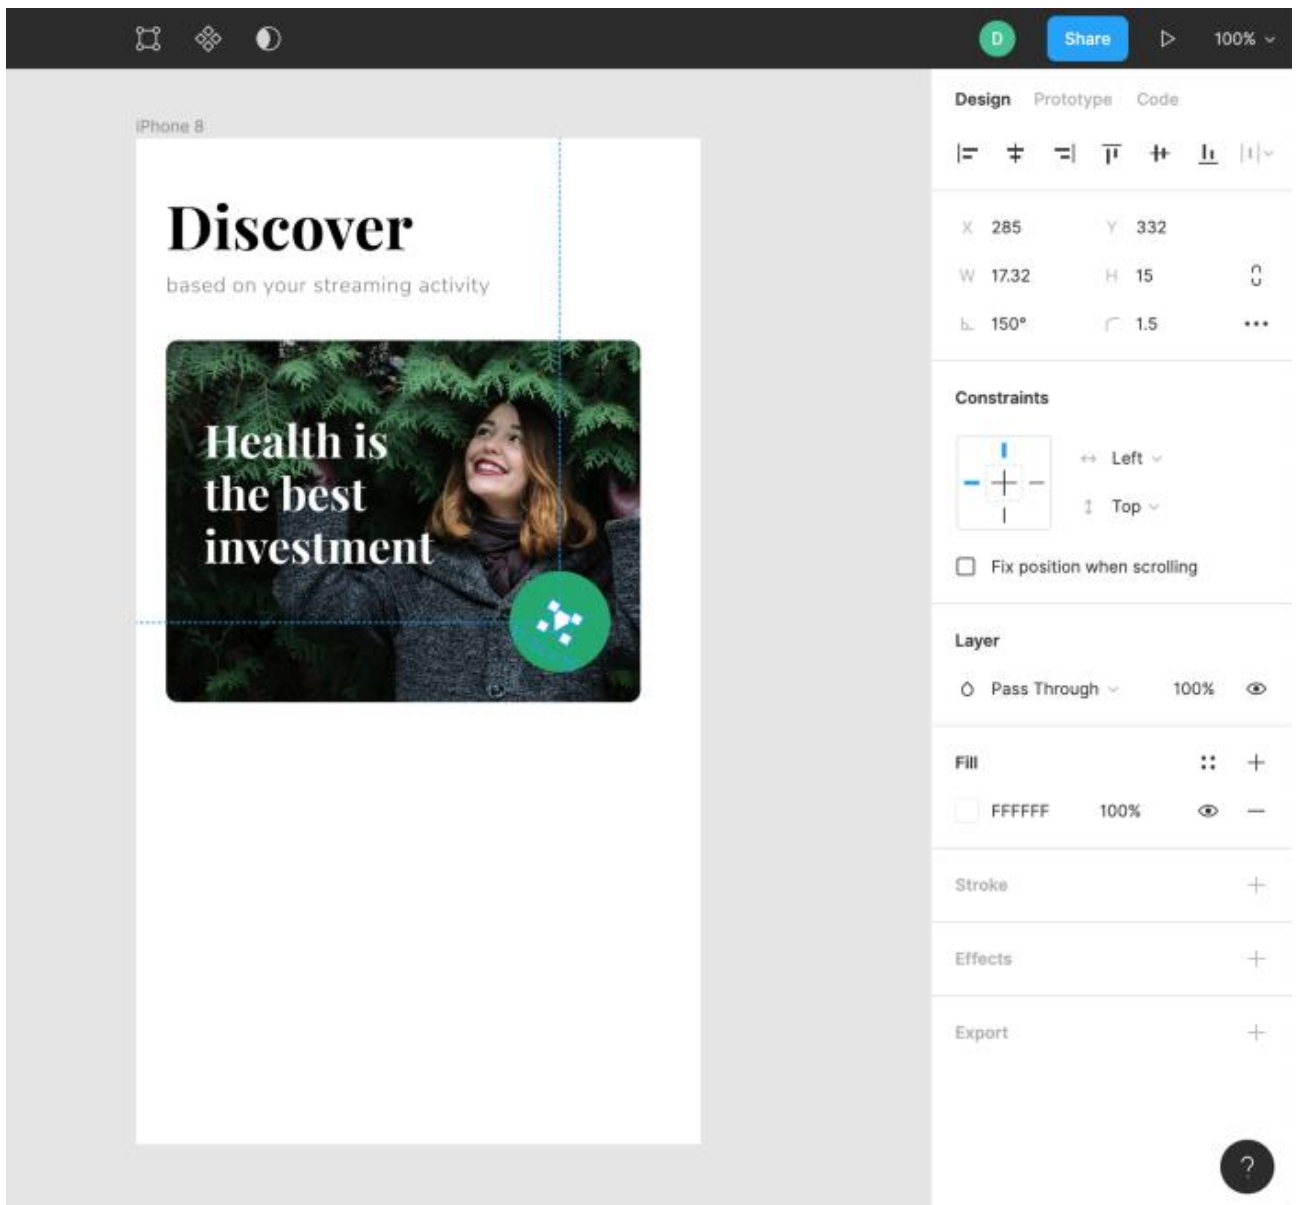 D Share 100%
Design Prototype Code
iPhone 8
Discover
based on your streaming activity
Health is
the best
investment
X 285 Y 332
W 17.32 H 15
150° 1.5
Constraints
Left
Top
Fix position when scrolling
Layer
Pass Through 100%
Fill
FFFFFF 100%
Stroke
Effects
Export
?